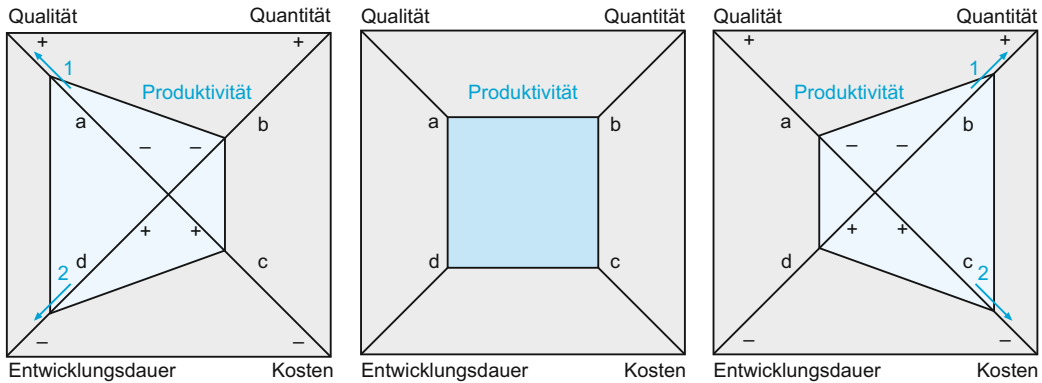 Qualität Quantität
+ +
1
Produktivität
a b
– –
+ +
d c
2
– –
Entwicklungsdauer Kosten
Qualität Quantität
Produktivität
a b
d c
Entwicklungsdauer Kosten
Qualität Quantität
+ +
1
Produktivität
a b
– –
+ +
d c
2
– –
Entwicklungsdauer Kosten